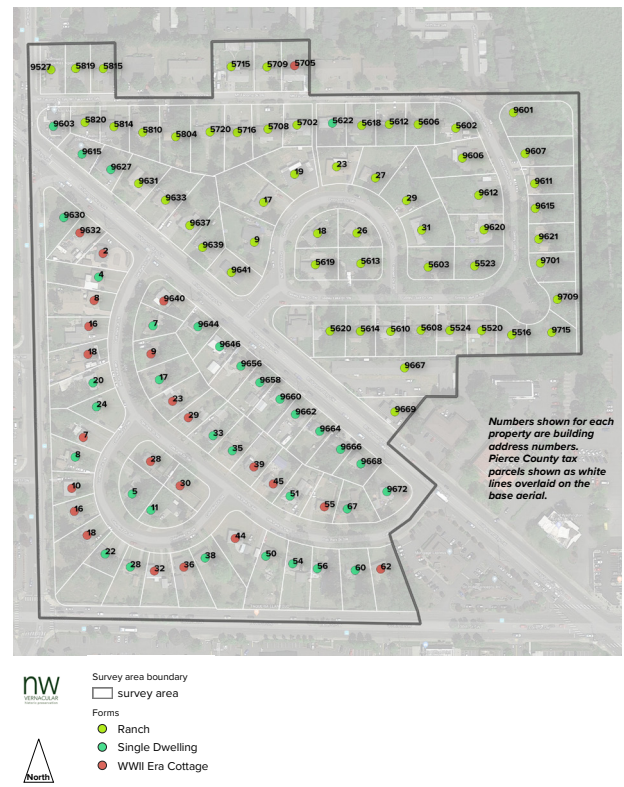 9527 5819 5815 5715 5709 5705
9603 5820 5814 5810 5804 5720 5716 5708 5702 5622 5618 5612 5606 5602 9601
9615 9606 9607
9627 23
9631 19 27 9611
9633 17 29 9612 9615
9630 9637 31 9620
9632 9639 9 18 26 9621
2 5619 5613 5603 5523 9701
4 9641
8 9640 9709
16 7 9644 5620 5614 5610 5608 5524 5520 5516 9715
18 9 9646
20 17 9656 9667
24 23 9658
29 9660 9669
7 33 9662
8 35 9664
28 39 9666
10 5 30 45 9668
16 11 51 9672
18 55 67
22 44
28 32 36 38 50 54 56 60 62
Numbers shown for each
property are building
address numbers.
Pierce County tax
parcels shown as white
lines overlaid on the
base aerial.
nw
VERNACULAR
historic preservation
North
Survey area boundary
survey area
Forms
Ranch
Single Dwelling
WWII Era Cottage